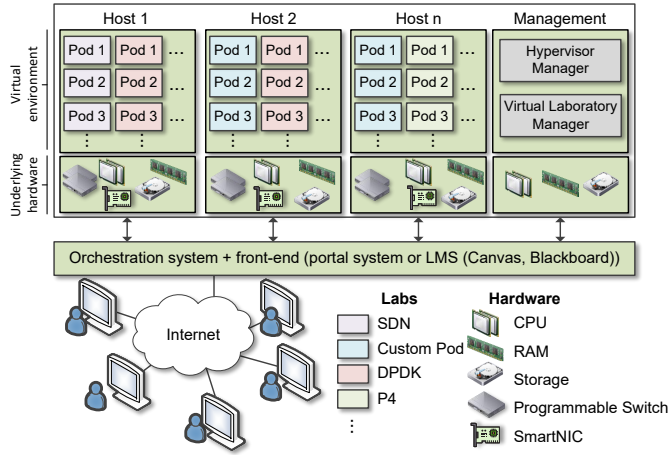 Host 1
Host 2
Host n
Management
Virtual
environment
Pod 1 Pod 1 ...
Pod 2 Pod 2 ...
Pod 3 Pod 3 ...
Pod 1 Pod 1 ...
Pod 2 Pod 2 ...
Pod 3 Pod 3 ...
Pod 1 Pod 1 ...
Pod 2 Pod 2 ...
Pod 3 Pod 3 ...
Hypervisor
Manager
Virtual Laboratory
Manager
Underlying
hardware
Orchestration system + front-end (portal system or LMS (Canvas, Blackboard))
Internet
Labs
SDN
Custom Pod
DPDK
P4
Hardware
CPU
RAM
Storage
Programmable Switch
SmartNIC